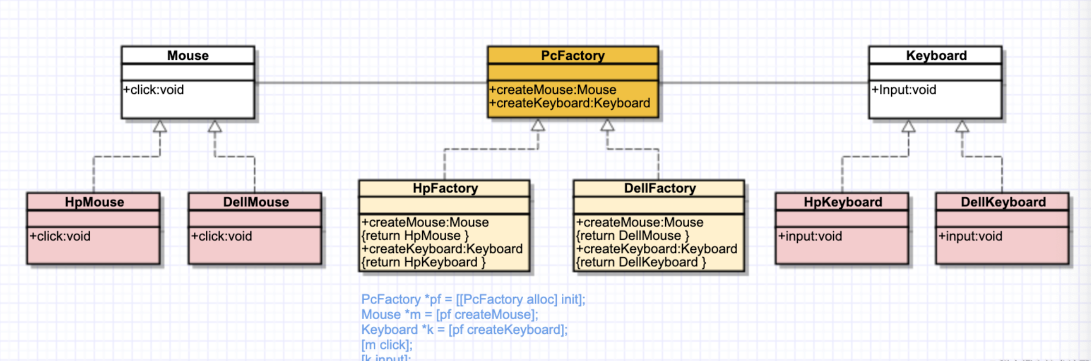 Mouse
+click:void
PcFactory
+createMouse:Mouse
+createKeyboard:Keyboard
Keyboard
+Input:void
HpMouse
+click:void
DellMouse
+click:void
HpFactory
+createMouse:Mouse
{return HpMouse }
+createKeyboard:Keyboard
{return HpKeyboard }
DellFactory
+createMouse:Mouse
{return DellMouse }
+createKeyboard:Keyboard
{return DellKeyboard }
HpKeyboard
+input:void
DellKeyboard
+input:void
PcFactory *pf = [[PcFactory alloc] init];
Mouse *m = [pf createMouse];
Keyboard *k = [pf createKeyboard];
[m click];
[k input];